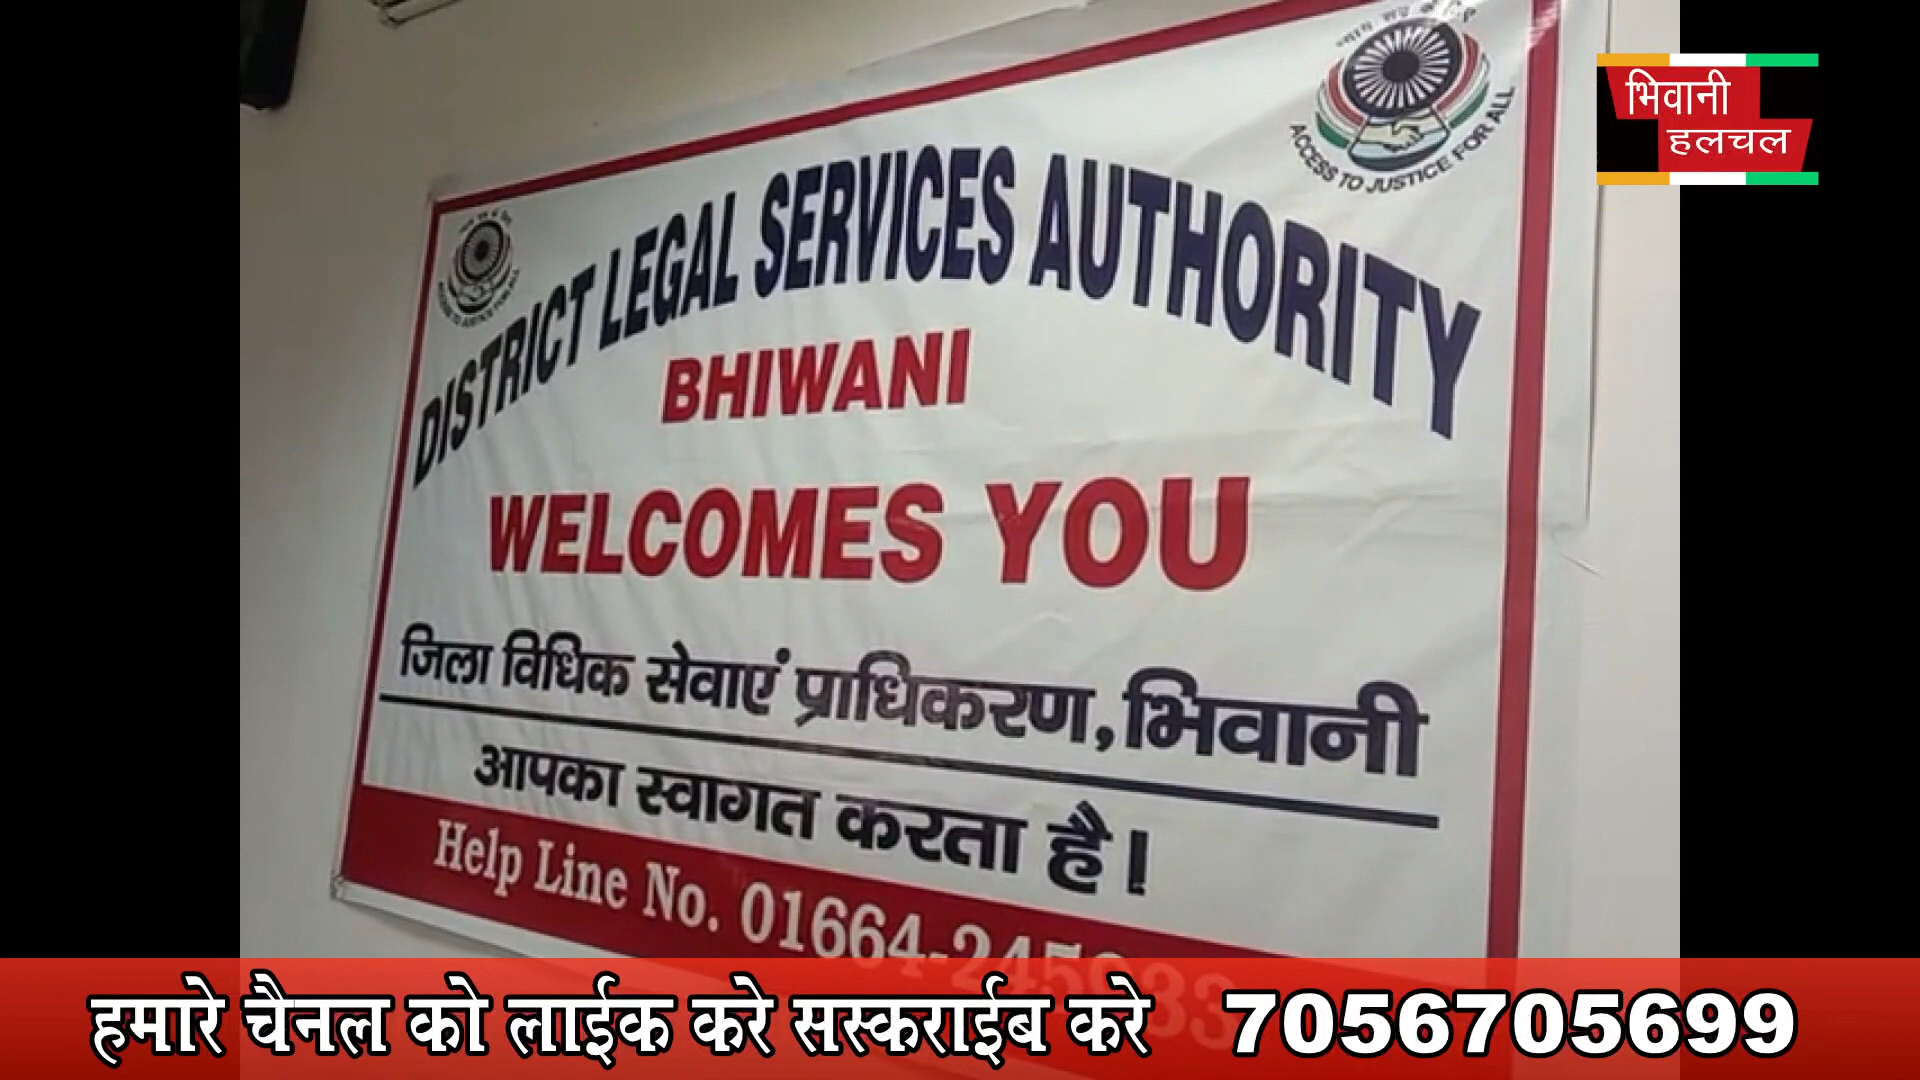 भिवानी
हलचल
ACCESS TO JUSTICE FOR ALL
DISTRICT LEGAL SERVICES AUTHORITY
BHIWANI
WELCOMES YOU
जिला विधिक सेवाएं प्राधिकरण, भिवानी
आपका स्वागत करता है।
Help Line No. 01664-245933
हमारे चैनल को लाईक करे सस्कराईब करे 7056705699